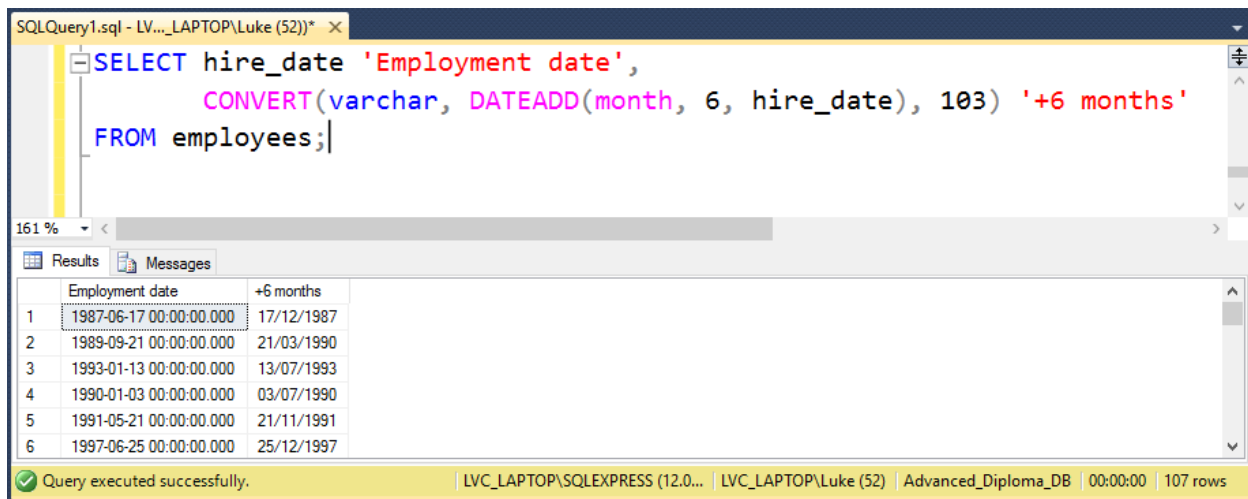 SQLQuery1.sql - LV..._LAPTOP\Luke (52))*
SELECT hire_date 'Employment date',
CONVERT(varchar, DATEADD(month, 6, hire_date), 103) '+6 months'
FROM employees;
161 %
Results Messages
Employment date +6 months
1 1987-06-17 00:00:00.000 17/12/1987
2 1989-09-21 00:00:00.000 21/03/1990
3 1993-01-13 00:00:00.000 13/07/1993
4 1990-01-03 00:00:00.000 03/07/1990
5 1991-05-21 00:00:00.000 21/11/1991
6 1997-06-25 00:00:00.000 25/12/1997
Query executed successfully. LVC_LAPTOP\SQLEXPRESS (12.0... LVC_LAPTOP\Luke (52) Advanced_Diploma_DB 00:00:00 107 rows